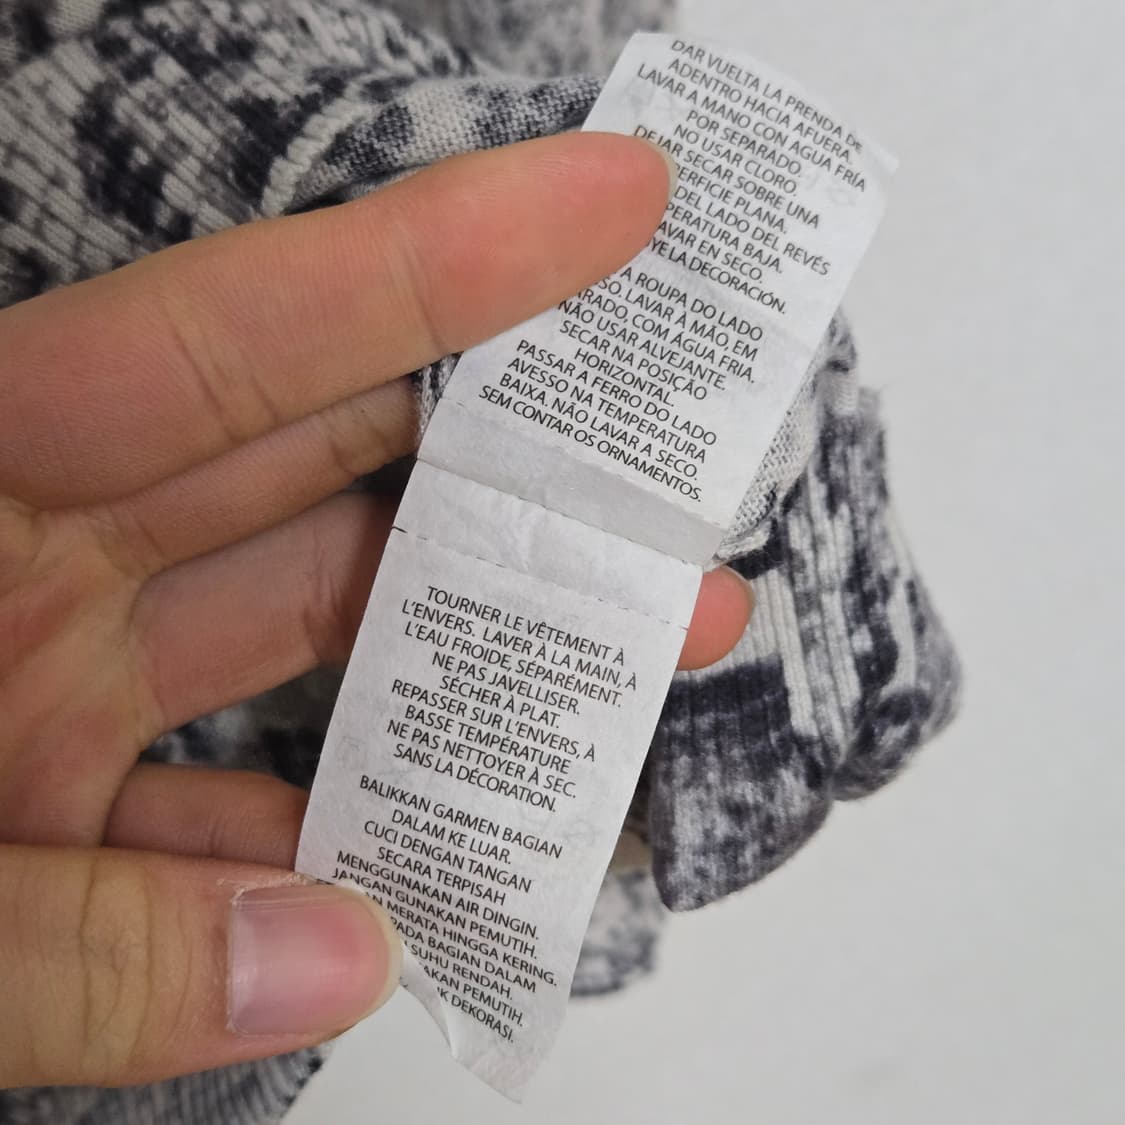 DAR VUELTA LA PRENDA DE
ADENTRO HACIA AFUERA.
LAVAR A MANO CON AGUA FRÍA
POR SEPARADO.
NO USAR CLORO.
DEJAR SECAR SOBRE UNA
PLANA.
DEL LADO DEL REVÉS
BAJA.
EN SECO.
LA DECORACIÓN.
A ROUPA DO LADO
LAVAR À MÃO, EM
COM AGUA FRIA.
NÃO USAR ALVEJANTE.
SECAR NA POSIÇÃO
HORIZONTAL.
PASSAR A FERRO DO LADO
AVESSO NA TEMPERATURA
BAIXA. NÃO LAVAR A SECO.
SEM CONTAR OS ORNAMENTOS.
TOURNER LE VÊTEMENT À
L'ENVERS. LAVER À LA MAIN, À
L'EAU FROIDE, SÉPARÉMENT.
NE PAS JAVELLISER.
SÉCHER À PLAT.
REPASSER SUR L'ENVERS, À
BASSE TEMPÉRATURE
NE PAS NETTOYER À SEC.
SANS LA DÉCORATION.
BALIKKAN GARMEN BAGIAN
DALAM KE LUAR.
CUCI DENGAN TANGAN
SECARA TERPISAH
MENGGUNAKAN AIR DINGIN.
JANGAN GUNAKAN PEMUTIH.
MERATA HINGGA KERING.
PADA BAGIAN DALAM
SUHU RENDAH.
PEMUTIH.
DEKORASI.